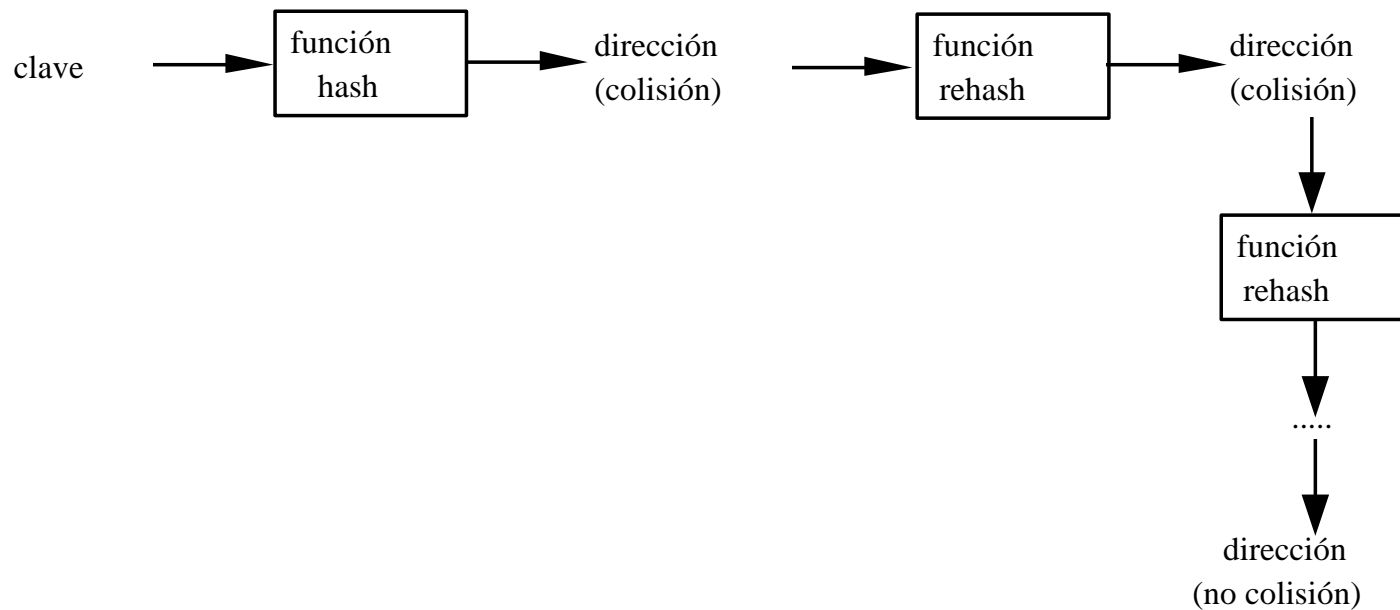 clave
función
hash
dirección
(colisión)
función
rehash
dirección
(colisión)
función
rehash
.....
dirección
(no colisión)